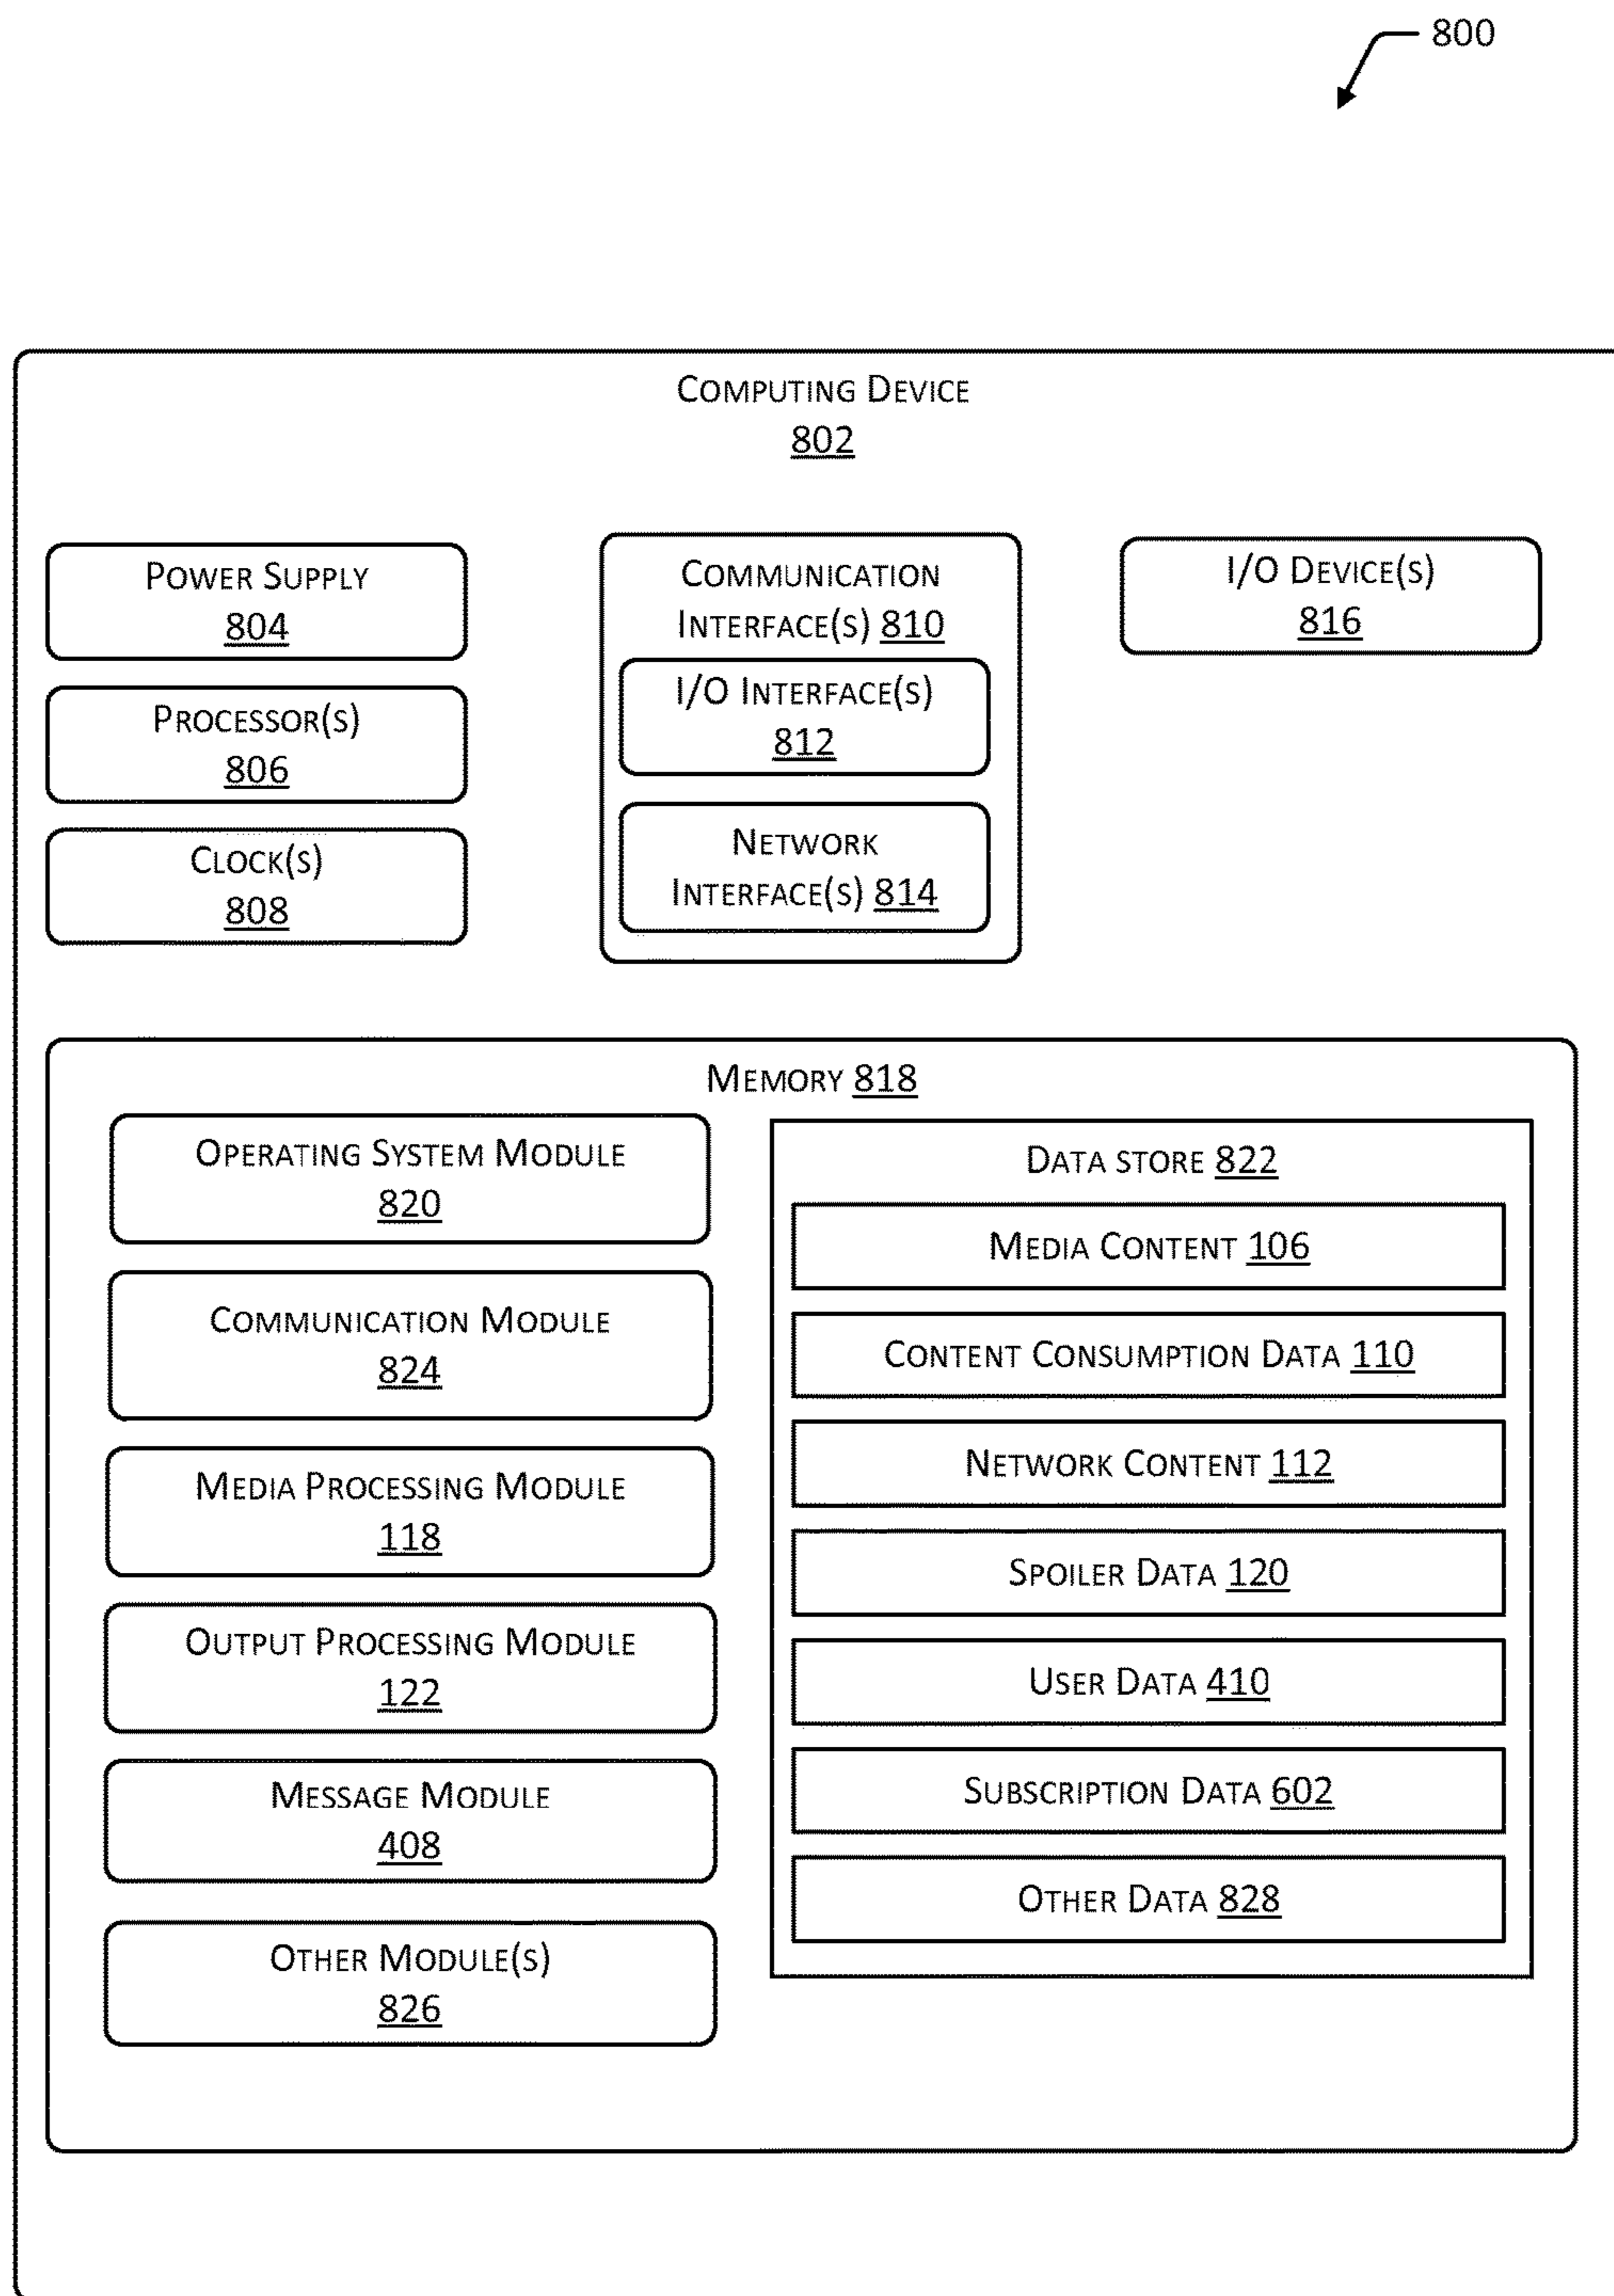 800
COMPUTING DEVICE
802
POWER SUPPLY
804
PROCESSOR(S)
806
CLOCK(S)
808
COMMUNICATION
INTERFACE(S) 810
I/O INTERFACE(S)
812
NETWORK
INTERFACE(S) 814
I/O DEVICE(S)
816
MEMORY 818
OPERATING SYSTEM MODULE
820
COMMUNICATION MODULE
824
MEDIA PROCESSING MODULE
118
OUTPUT PROCESSING MODULE
122
MESSAGE MODULE
408
OTHER MODULE(S)
826
DATA STORE 822
MEDIA CONTENT 106
CONTENT CONSUMPTION DATA 110
NETWORK CONTENT 112
SPOILER DATA 120
USER DATA 410
SUBSCRIPTION DATA 602
OTHER DATA 828